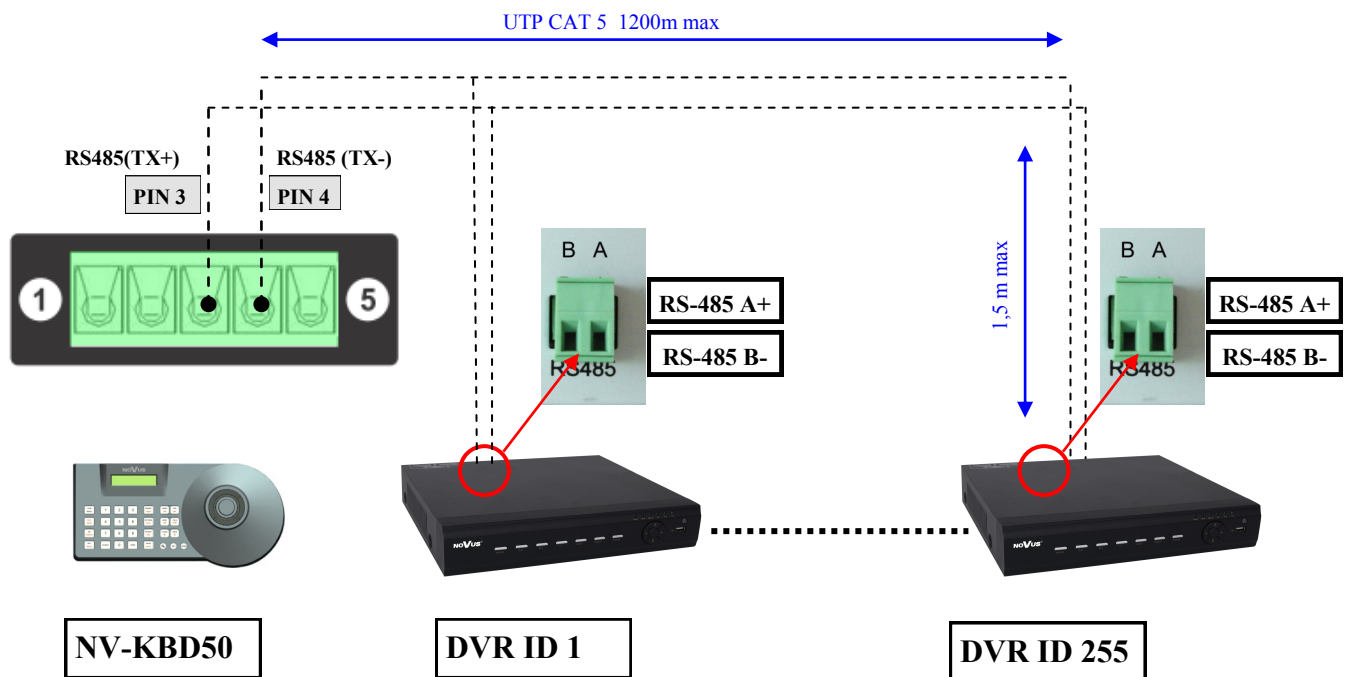 UTP CAT 5  1200m max
RS485(TX+)
RS485 (TX-)
PIN 3
PIN 4
1
5
B A
RS485
RS-485 A+
RS-485 B-
1,5 m max
B A
RS485
RS-485 A+
RS-485 B-
NOVUS
NOVUS
NOVUS
NV-KBD50
DVR ID 1
DVR ID 255